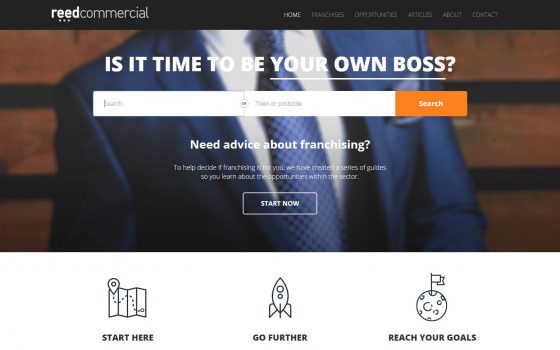 reedcommercial
HOME FRANCHISES OPPORTUNITIES ARTICLES ABOUT CONTACT
IS IT TIME TO BE YOUR OWN BOSS?
Search or Town or postcode Search
Need advice about franchising?
To help decide if franchising is for you, we have created a series of guides
so you learn about the opportunities within the sector.
START NOW
START HERE GO FURTHER REACH YOUR GOALS